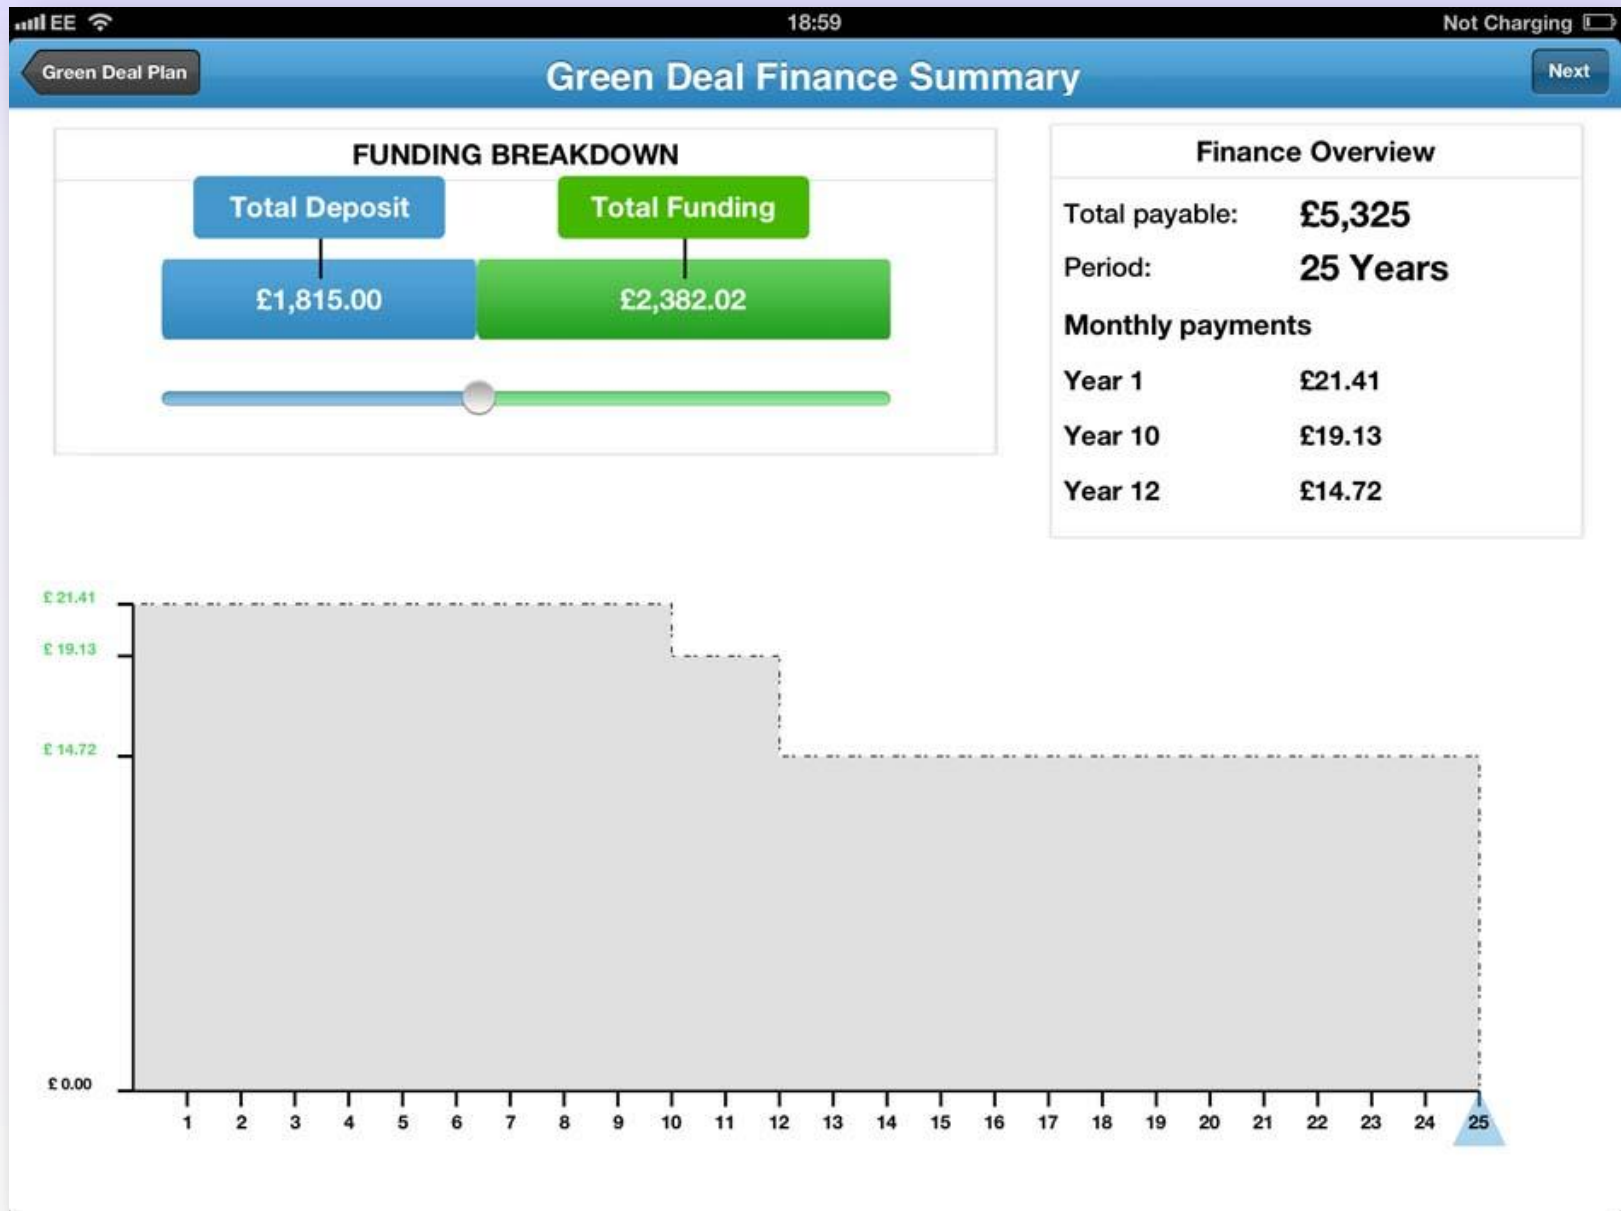 EE 18:59 Not Charging
Green Deal Plan Green Deal Finance Summary Next
FUNDING BREAKDOWN
Total Deposit Total Funding
£1,815.00 £2,382.02
Finance Overview
Total payable: £5,325
Period: 25 Years
Monthly payments
Year 1 £21.41
Year 10 £19.13
Year 12 £14.72
£ 21.41
£ 19.13
£ 14.72
£ 0.00
1 2 3 4 5 6 7 8 9 10 11 12 13 14 15 16 17 18 19 20 21 22 23 24 25